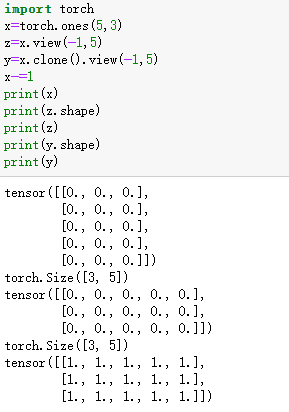 import torch
x=torch.ones(5,3)
z=x.view(-1,5)
y=x.clone().view(-1,5)
x-=1
print(x)
print(z.shape)
print(z)
print(y.shape)
print(y)
tensor([[0., 0., 0.],
        [0., 0., 0.],
        [0., 0., 0.],
        [0., 0., 0.],
        [0., 0., 0.]])
torch.Size([3, 5])
tensor([[0., 0., 0., 0., 0.],
        [0., 0., 0., 0., 0.],
        [0., 0., 0., 0., 0.]])
torch.Size([3, 5])
tensor([[1., 1., 1., 1., 1.],
        [1., 1., 1., 1., 1.],
        [1., 1., 1., 1., 1.]])